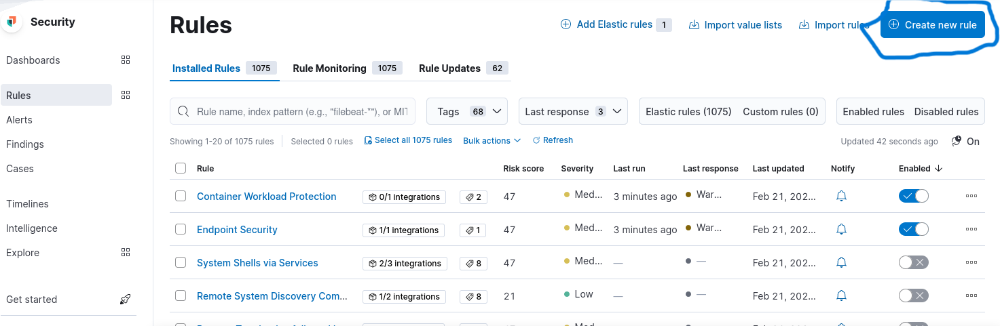 Security
Rules
Add Elastic rules 1
Import value lists
Import rules
Create new rule
Dashboards
Rules
Alerts
Findings
Cases
Timelines
Intelligence
Explore
Get started
Installed Rules 1075 Rule Monitoring 1075 Rule Updates 62
Rule name, index pattern (e.g., "filebeat-*"), or MIT
Tags 68
Last response 3
Elastic rules (1075) Custom rules (0)
Enabled rules Disabled rules
Showing 1-20 of 1075 rules Selected 0 rules Select all 1075 rules Bulk actions Refresh
Updated 42 seconds ago On
Rule Risk score Severity Last run Last response Last updated Notify Enabled
Container Workload Protection 0/1 integrations 2 47 Med... 3 minutes ago War... Feb 21, 202...
Endpoint Security 1/1 integrations 1 47 Med... 3 minutes ago War... Feb 21, 202...
System Shells via Services 2/3 integrations 8 47 Med... — — Feb 21, 202...
Remote System Discovery Com... 1/2 integrations 8 21 Low — — Feb 21, 202...